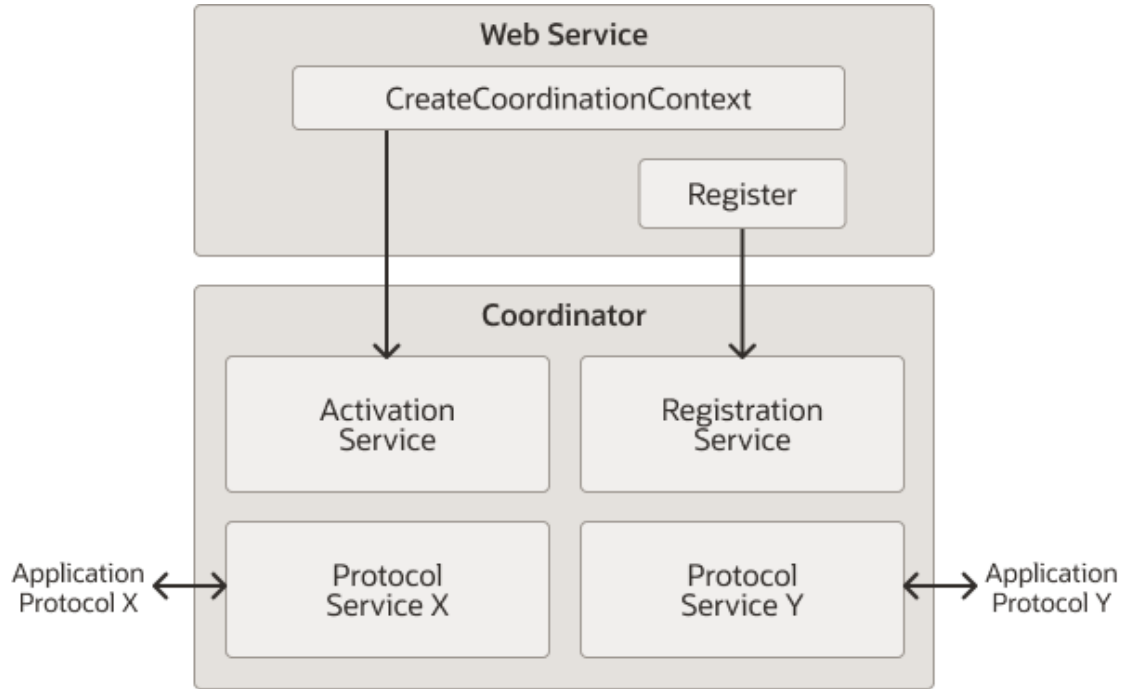 Web Service
CreateCoordinationContext
Register
Coordinator
Activation
Service
Registration
Service
Application
Protocol X
Protocol
Service X
Protocol
Service Y
Application
Protocol Y